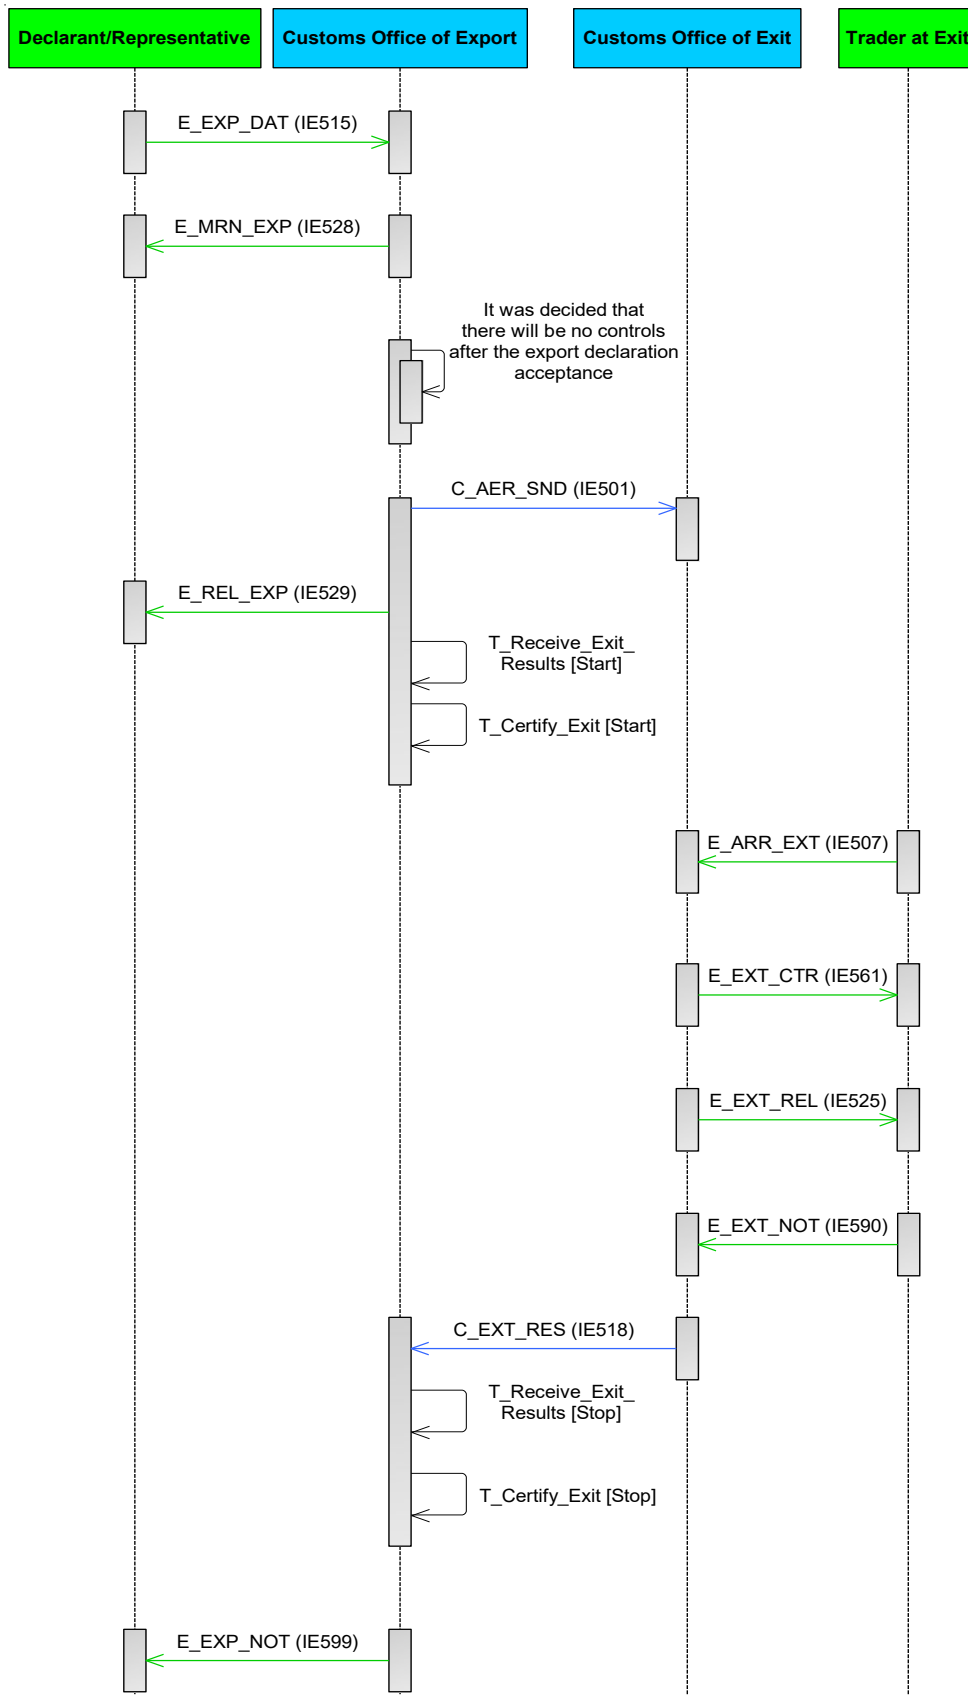 Declarant/Representative
Customs Office of Export
Customs Office of Exit
Trader at Exit
E_EXP_DAT (IE515)
E_MRN_EXP (IE528)
It was decided that
there will be no controls
after the export declaration
acceptance
C_AER_SND (IE501)
E_REL_EXP (IE529)
T_Receive_Exit_
Results [Start]
T_Certify_Exit [Start]
E_ARR_EXT (IE507)
E_EXT_CTR (IE561)
E_EXT_REL (IE525)
E_EXT_NOT (IE590)
C_EXT_RES (IE518)
T_Receive_Exit_
Results [Stop]
T_Certify_Exit [Stop]
E_EXP_NOT (IE599)